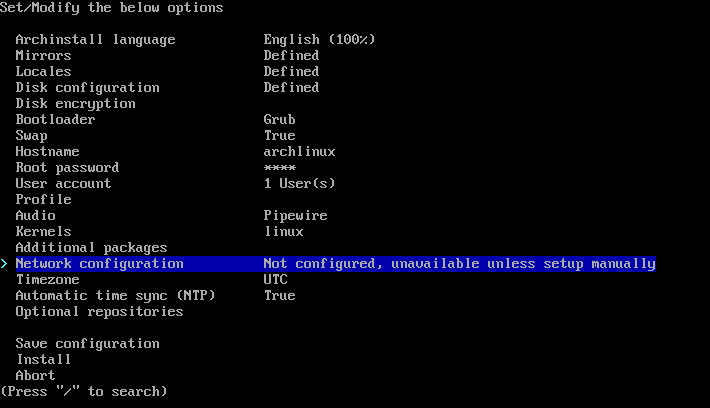 Set/Modify the below options
Archinstall language English (100%)
Mirrors Defined
Locales Defined
Disk configuration Defined
Disk encryption
Bootloader Grub
Swap True
Hostname archlinux
Root password ****
User account 1 User(s)
Profile
Audio Pipewire
Kernels linux
Additional packages
> Network configuration Not configured, unavailable unless setup manually
Timezone UTC
Automatic time sync (NTP) True
Optional repositories
Save configuration
Install
Abort
(Press "/" to search)